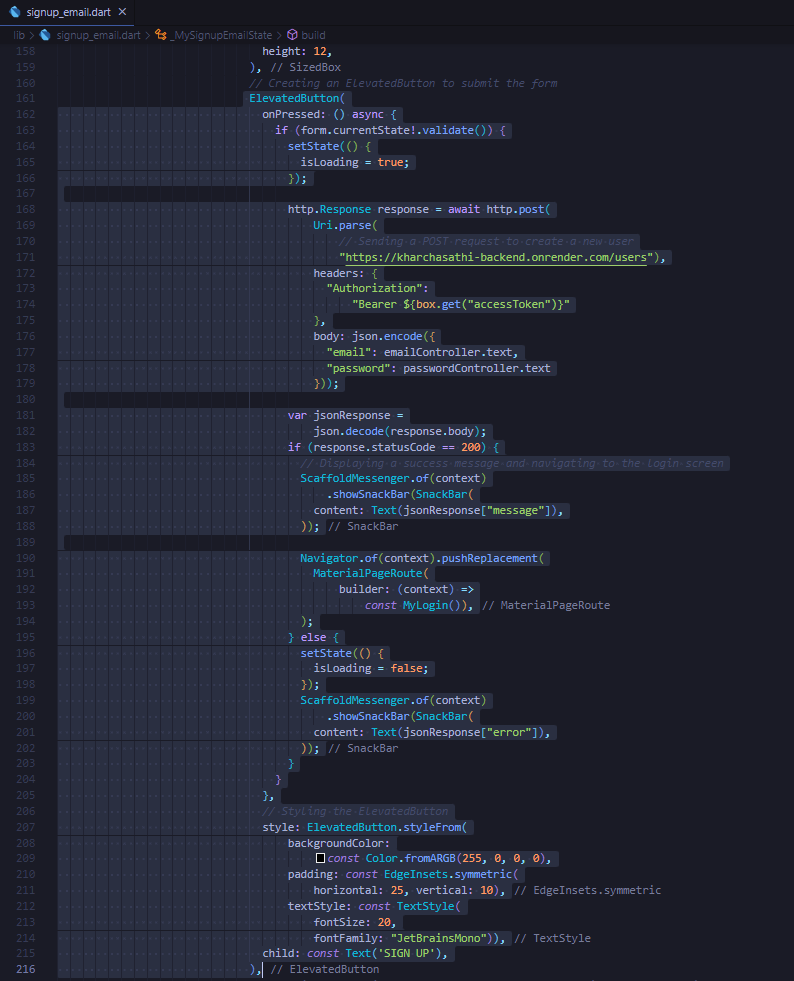 signup_email.dart ×
lib > signup_email.dart > _MySignupEmailState > build
158 height: 12,
159 ), // SizedBox
160 // Creating an ElevatedButton to submit the form
161 ElevatedButton(
162 onPressed: () async {
163 if (form.currentState!.validate()) {
164 setState(() {
165 isLoading = true;
166 });
167
168 http.Response response = await http.post(
169 Uri.parse(
170 // Sending a POST request to create a new user
171 "https://kharchasathi-backend.onrender.com/users"),
172 headers: {
173 "Authorization":
174 "Bearer ${box.get("accessToken")}"
175 },
176 body: json.encode({
177 "email": emailController.text,
178 "password": passwordController.text
179 }));
180
181 var jsonResponse =
182 json.decode(response.body);
183 if (response.statusCode == 200) {
184 // Displaying a success message and navigating to the login screen
185 ScaffoldMessenger.of(context)
186 .showSnackBar(SnackBar(
187 content: Text(jsonResponse["message"]),
188 )); // SnackBar
189
190 Navigator.of(context).pushReplacement(
191 MaterialPageRoute(
192 builder: (context) =>
193 const MyLogin()), // MaterialPageRoute
194 );
195 } else {
196 setState(() {
197 isLoading = false;
198 });
199 ScaffoldMessenger.of(context)
200 .showSnackBar(SnackBar(
201 content: Text(jsonResponse["error"]),
202 )); // SnackBar
203 }
204 }
205 },
206 // Styling the ElevatedButton
207 style: ElevatedButton.styleFrom(
208 backgroundColor:
209 const Color.fromARGB(255, 0, 0, 0),
210 padding: const EdgeInsets.symmetric(
211 horizontal: 25, vertical: 10), // EdgeInsets.symmetric
212 textStyle: const TextStyle(
213 fontSize: 20,
214 fontFamily: "JetBrainsMono")), // TextStyle
215 child: const Text('SIGN UP'),
216 ), // ElevatedButton